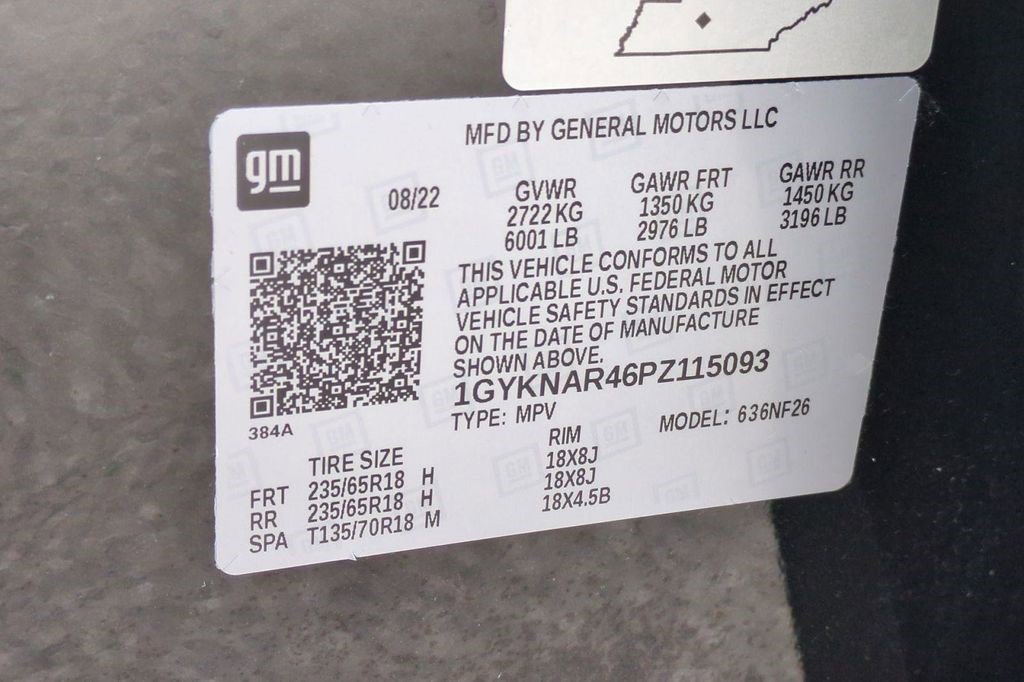 gm
MFD BY GENERAL MOTORS LLC
08/22
GVWR GAWR FRT GAWR RR
2722 KG 1350 KG 1450 KG
6001 LB 2976 LB 3196 LB
THIS VEHICLE CONFORMS TO ALL
APPLICABLE U.S. FEDERAL MOTOR
VEHICLE SAFETY STANDARDS IN EFFECT
ON THE DATE OF MANUFACTURE
SHOWN ABOVE.
1GYKNAR46PZ115093
384A
TYPE: MPV MODEL: 636NF26
TIRE SIZE RIM
FRT 235/65R18 H 18X8J
RR 235/65R18 H 18X8J
SPA T135/70R18 M 18X4.5B